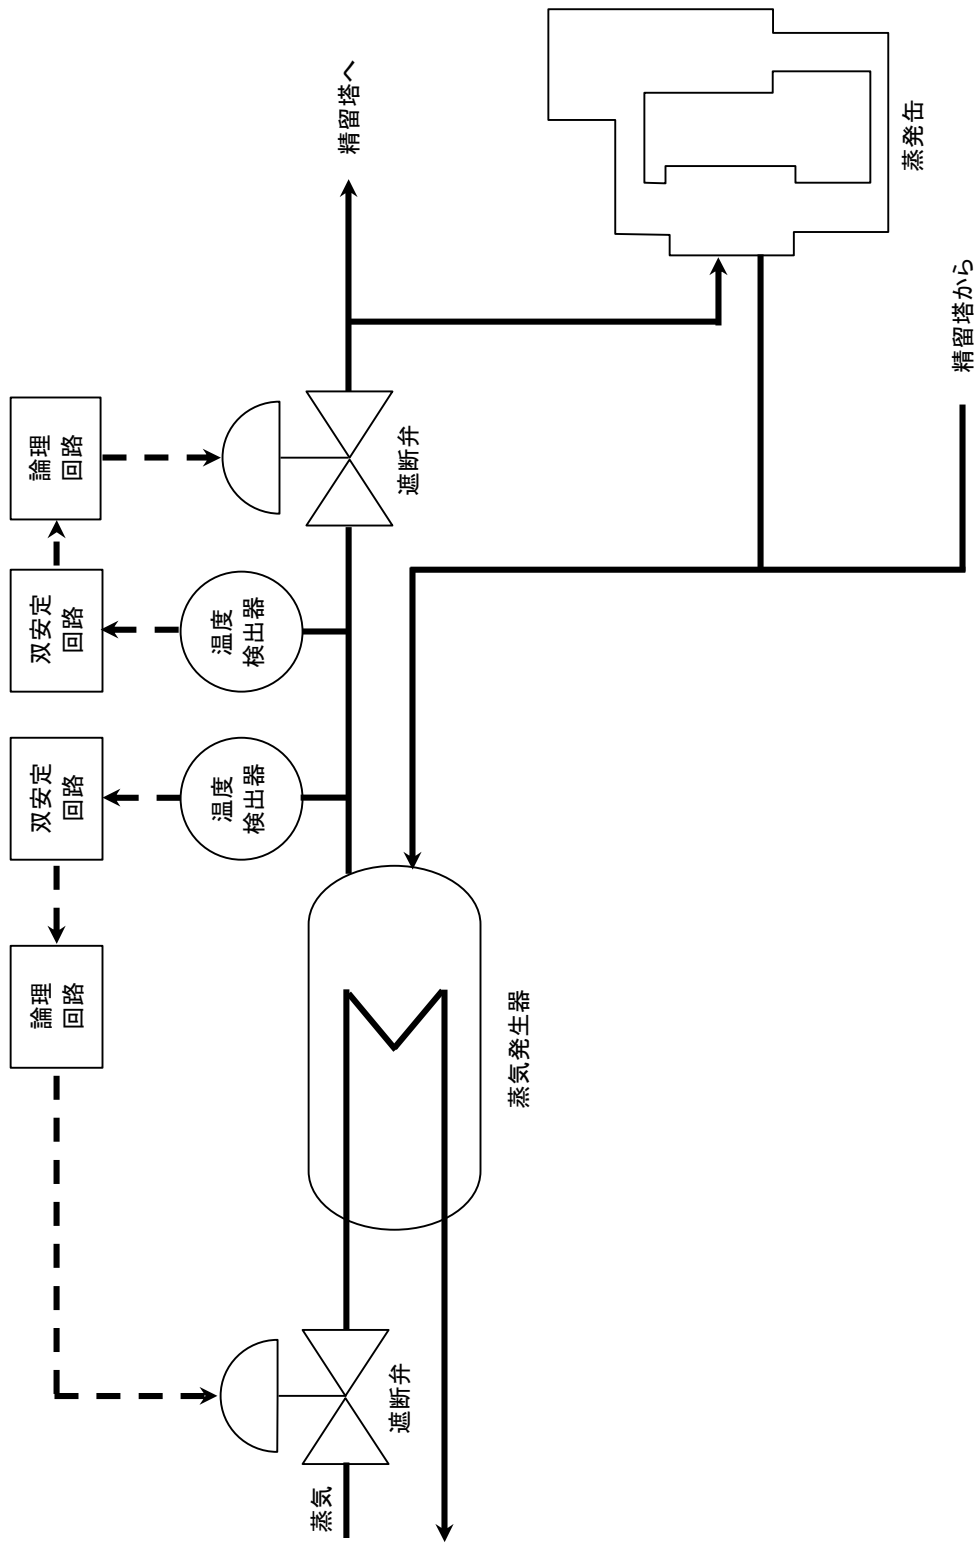 論理
回路
双安定
回路
双安定
回路
論理
回路
温度
検出器
温度
検出器
蒸気
精留塔へ
遮断弁
遮断弁
蒸気発生器
蒸発缶
精留塔から